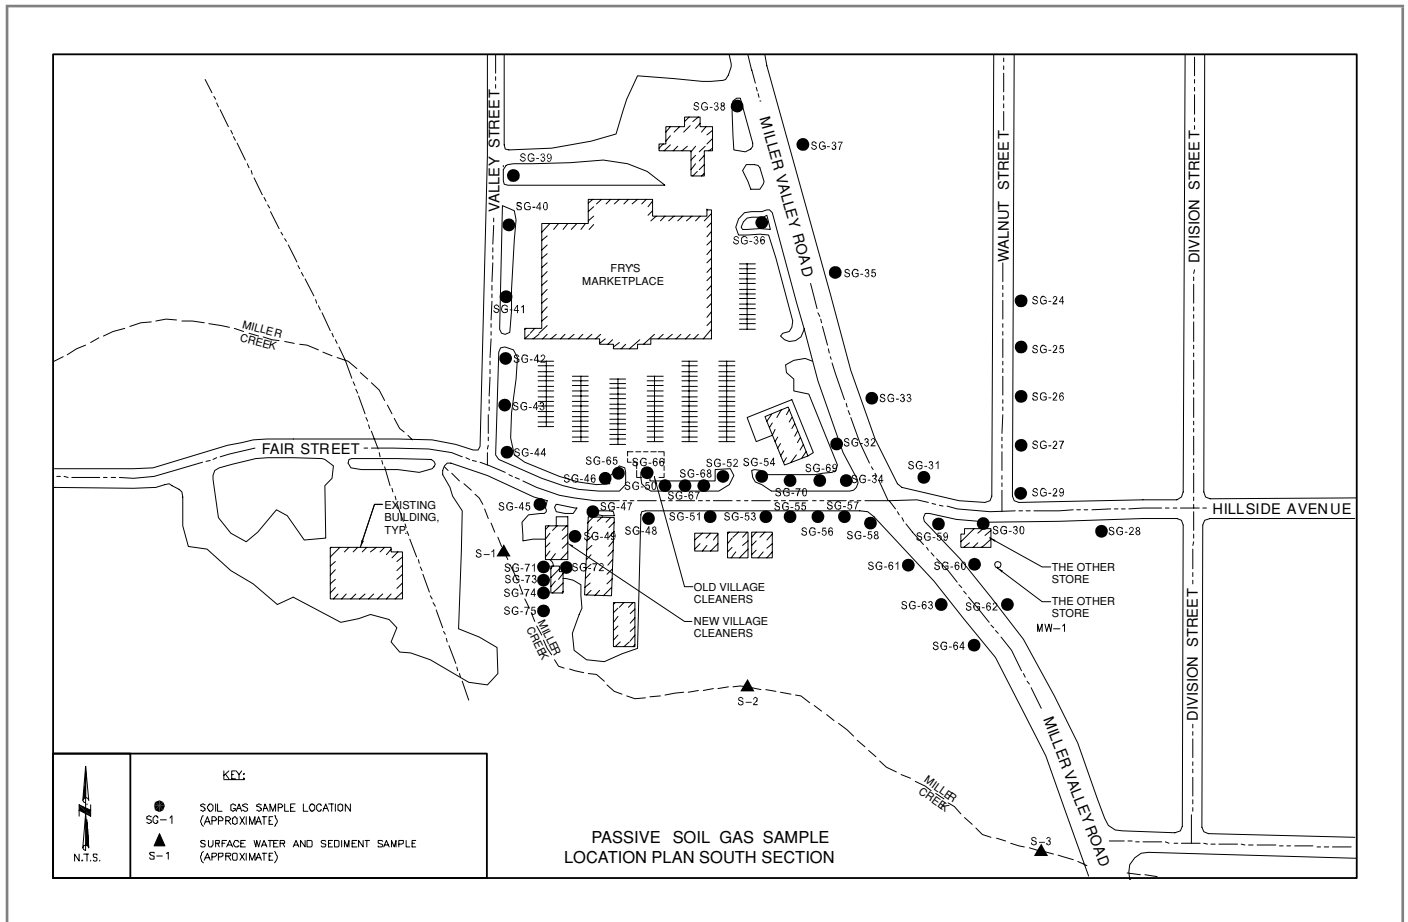 SG-38
MILLER VALLEY ROAD
SG-37
VALLEY STREET
SG-39
WALNUT STREET
DIVISION STREET
SG-40
SG-36
FRY'S
MARKETPLACE
SG-35
SG-41
SG-24
MILLER
CREEK
SG-42
SG-25
SG-43
SG-33
SG-26
SG-44
SG-32
SG-27
FAIR STREET
SG-65
SG-66
SG-46
SG-50
SG-68
SG-67
SG-52
SG-54
SG-69
SG-70
SG-34
SG-31
SG-29
HILLSIDE AVENUE
EXISTING
BUILDING,
TYP.
SG-45
SG-47
SG-48
SG-51
SG-53
SG-55
SG-56
SG-57
SG-58
SG-59
SG-30
SG-28
SG-49
S-1
SG-71
SG-72
SG-73
SG-74
SG-75
SG-61
SG-60
THE OTHER
STORE
OLD VILLAGE
CLEANERS
SG-63
SG-62
THE OTHER
STORE
MW-1
NEW VILLAGE
CLEANERS
MILLER
CREEK
SG-64
DIVISION STREET
S-2
MILLER VALLEY ROAD
MILLER
CREEK
S-3
KEY:
SG-1
SOIL GAS SAMPLE LOCATION
(APPROXIMATE)
S-1
SURFACE WATER AND SEDIMENT SAMPLE
(APPROXIMATE)
N.T.S.
PASSIVE SOIL GAS SAMPLE
LOCATION PLAN SOUTH SECTION